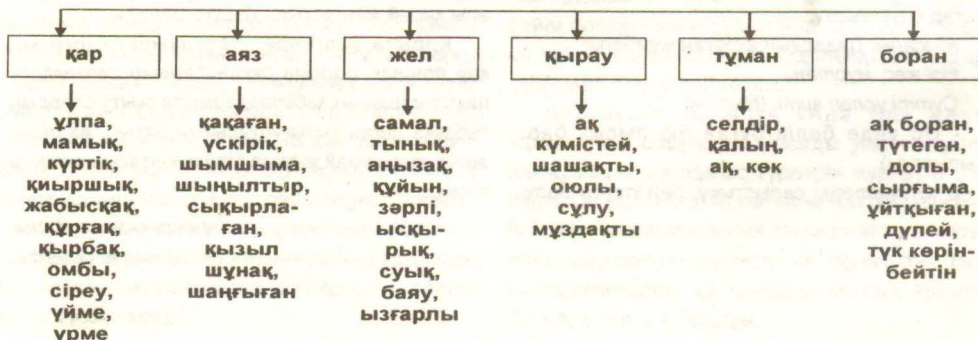 қар
ұлпа,
мамық,
үртік,
қиыршық,
жабысқақ,
құрғақ,
қырбақ,
омбы,
сіреу,
үйме,
үрме
аяз
қақаған,
үскірік,
шымшыма,
шыңылтыр,
сықырла-
ған,
қызыл
шұнақ,
шаңғыған
жел
самал,
тынық,
аңызақ,
құйын,
зәрлі,
ысқы-
рық,
суық,
баяу,
ызғарлы
қырау
ақ
күмістей,
шашақты,
оюлы,
сұлу,
мұздақты
тұман
мөлдір,
қалың,
ақ, көк
боран
ақ боран,
түтеген,
долы,
сырғыма,
ұйтқыған,
дүлей,
түк көрін-
бейтін